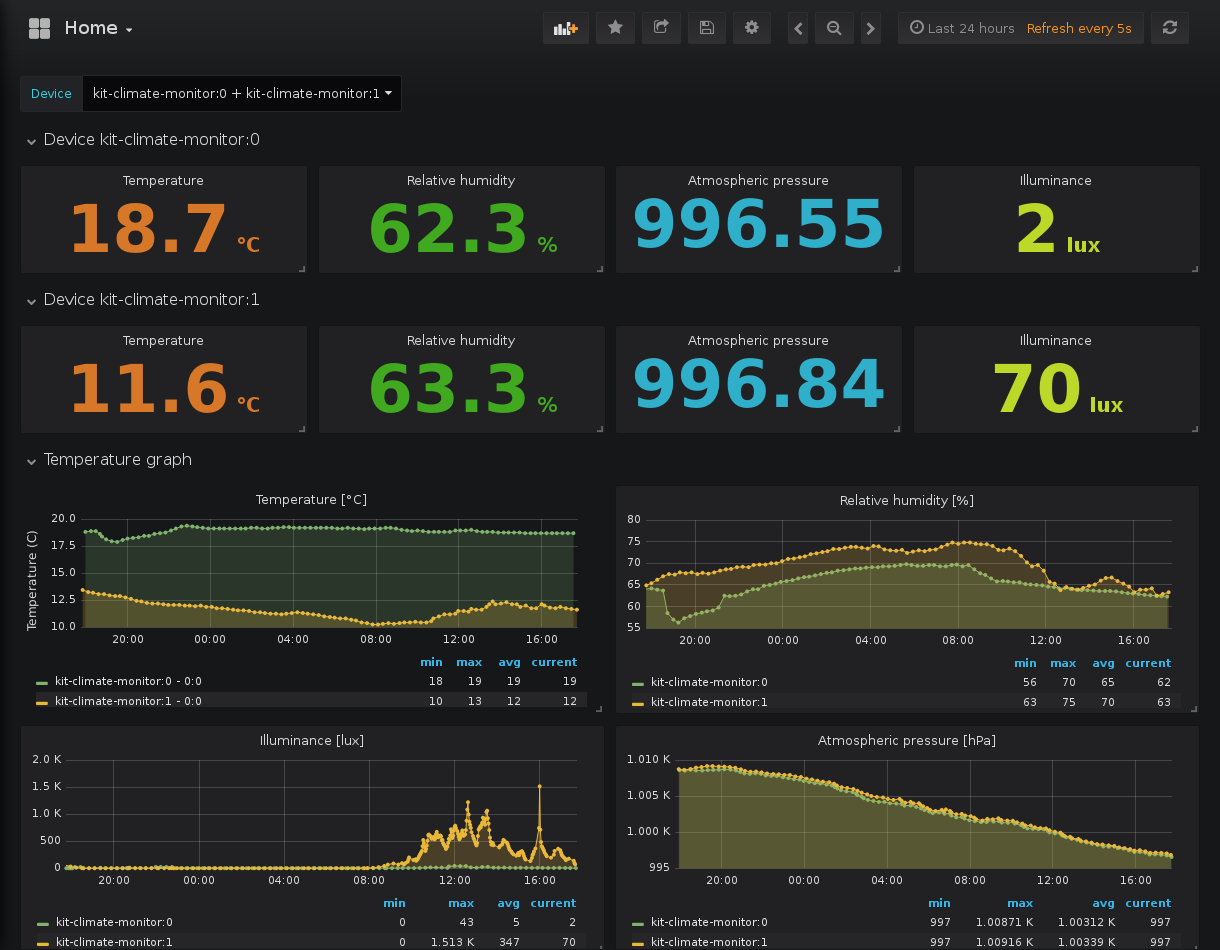 Home
Last 24 hours Refresh every 5s
Device kit-climate-monitor:0 + kit-climate-monitor:1
Device kit-climate-monitor:0
Temperature
18.7 °C
Relative humidity
62.3 %
Atmospheric pressure
996.55
Illuminance
2 lux
Device kit-climate-monitor:1
Temperature
11.6 °C
Relative humidity
63.3 %
Atmospheric pressure
996.84
Illuminance
70 lux
Temperature graph
Temperature [°C]
Temperature (C)
20.0
17.5
15.0
12.5
10.0
20:00 00:00 04:00 08:00 12:00 16:00
min max avg current
kit-climate-monitor:0 - 0:0 18 19 19 19
kit-climate-monitor:1 - 0:0 10 13 12 12
Relative humidity [%]
80
75
70
65
60
55
20:00 00:00 04:00 08:00 12:00 16:00
min max avg current
kit-climate-monitor:0 56 70 65 62
kit-climate-monitor:1 63 75 70 63
Illuminance [lux]
2.0 K
1.5 K
1.0 K
500
0
20:00 00:00 04:00 08:00 12:00 16:00
min max avg current
kit-climate-monitor:0 0 43 5 2
kit-climate-monitor:1 0 1.513 K 347 70
Atmospheric pressure [hPa]
1.010 K
1.005 K
1.000 K
995
20:00 00:00 04:00 08:00 12:00 16:00
min max avg current
kit-climate-monitor:0 997 1.00871 K 1.00312 K 997
kit-climate-monitor:1 997 1.00916 K 1.00339 K 997